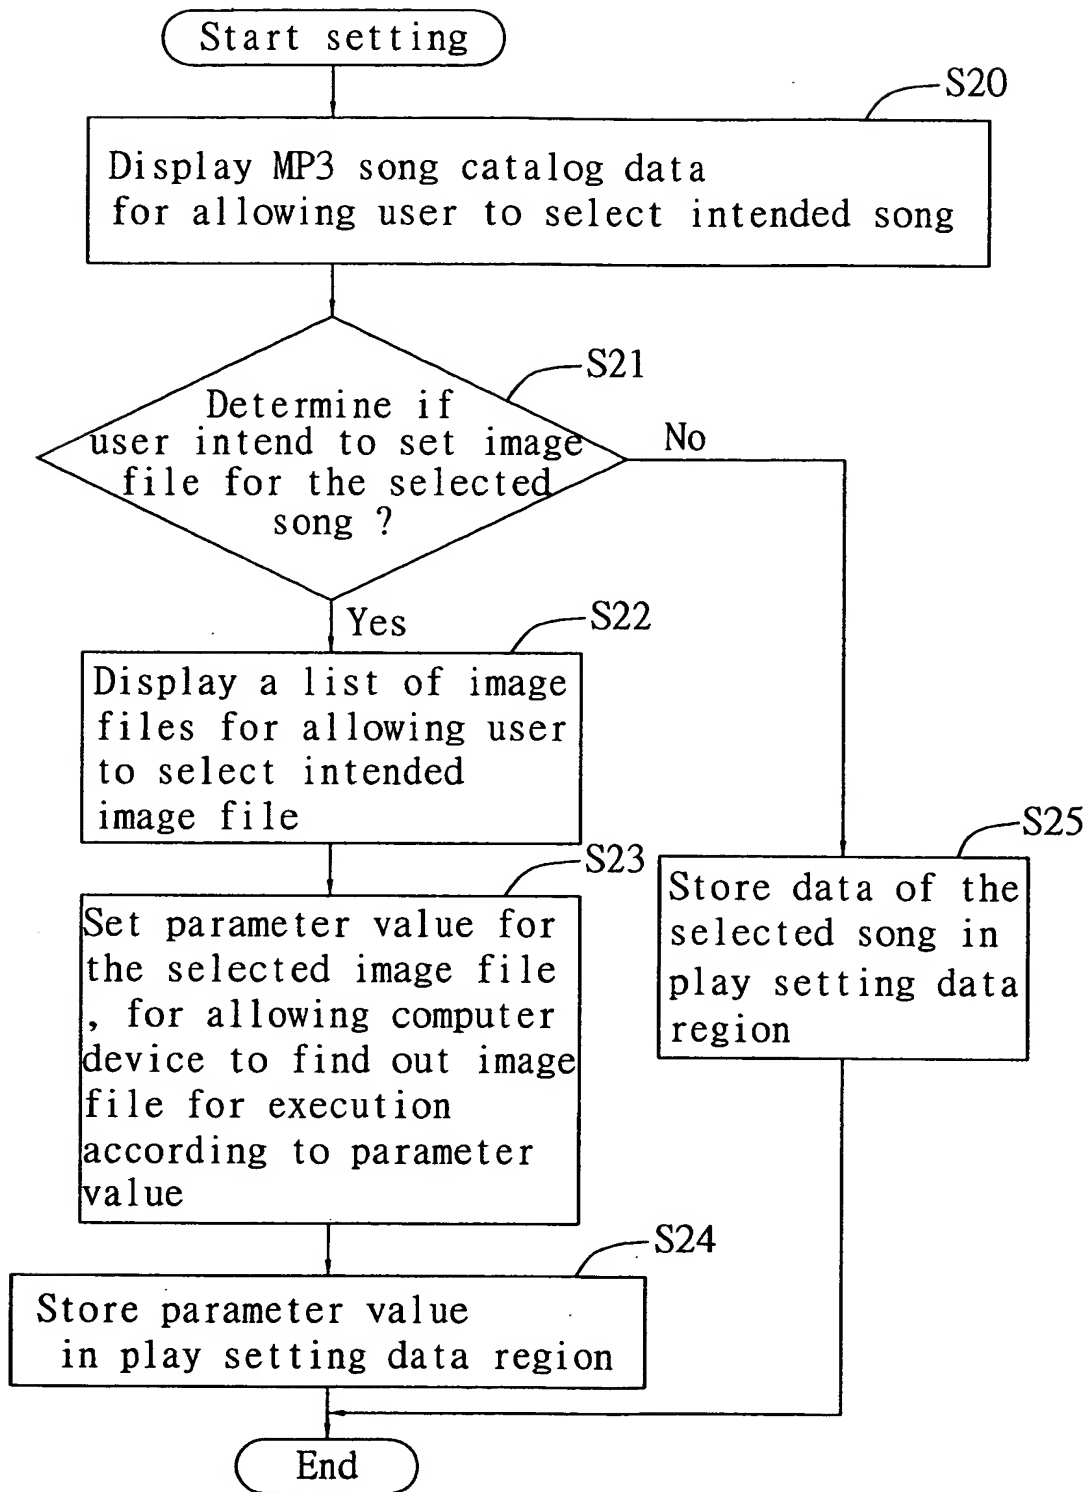 Start setting
S20
Display MP3 song catalog data
for allowing user to select intended song
S21
Determine if
user intend to set image
file for the selected
song ?
No
Yes
S22
Display a list of image
files for allowing user
to select intended
image file
S23
Set parameter value for
the selected image file
, for allowing computer
device to find out image
file for execution
according to parameter
value
S25
Store data of the
selected song in
play setting data
region
S24
Store parameter value
in play setting data region
End